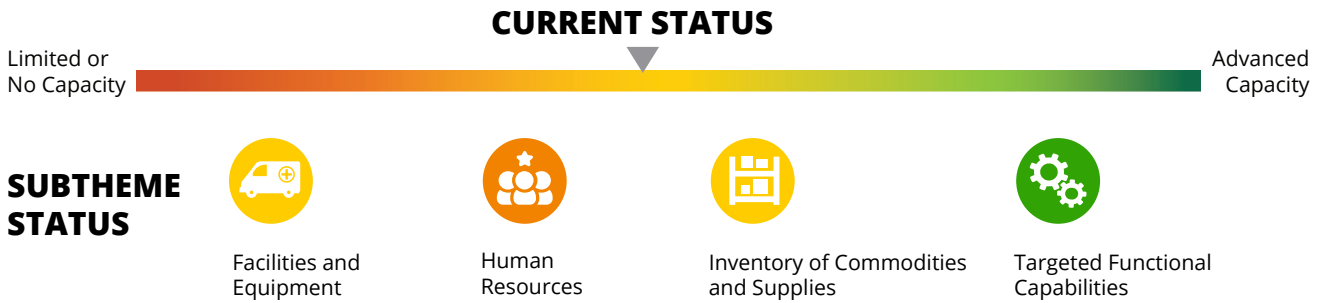 CURRENT STATUS
Limited or
No Capacity
Advanced
Capacity
SUBTHEME
STATUS
Facilities and
Equipment
Human
Resources
Inventory of Commodities
and Supplies
Targeted Functional
Capabilities